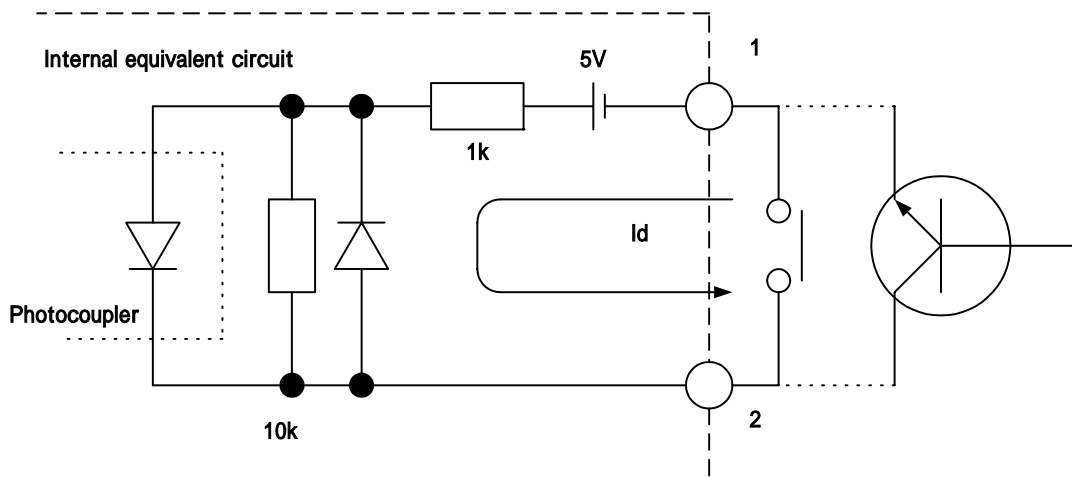 1
Internal equivalent circuit
5V
1k
Id
Photocoupler
2
10k